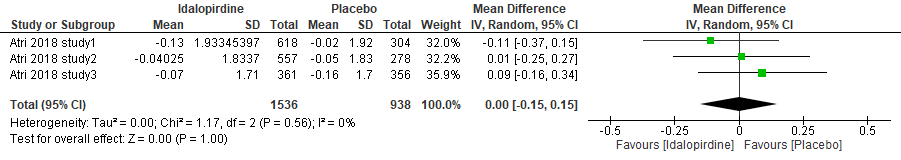 Idalopirdine Placebo Mean Difference Mean Difference
Study or Subgroup Mean SD Total Mean SD Total Weight IV, Random, 95% CI IV, Random, 95% CI
Atri 2018 study1 -0.13 1.93345397 618 -0.02 1.92 304 32.0% -0.11 [-0.37, 0.15]
Atri 2018 study2 -0.04025 1.8337 557 -0.05 1.83 278 32.2% 0.01 [-0.25, 0.27]
Atri 2018 study3 -0.07 1.71 361 -0.16 1.7 356 35.9% 0.09 [-0.16, 0.34]
Total (95% CI) 1536 938 100.0% 0.00 [-0.15, 0.15]
Heterogeneity: Tau² = 0.00; Chi² = 1.17, df = 2 (P = 0.56); I² = 0%
Test for overall effect: Z = 0.00 (P = 1.00)
-0.5 -0.25 0 0.25 0.5
Favours [Idalopirdine] Favours [Placebo]